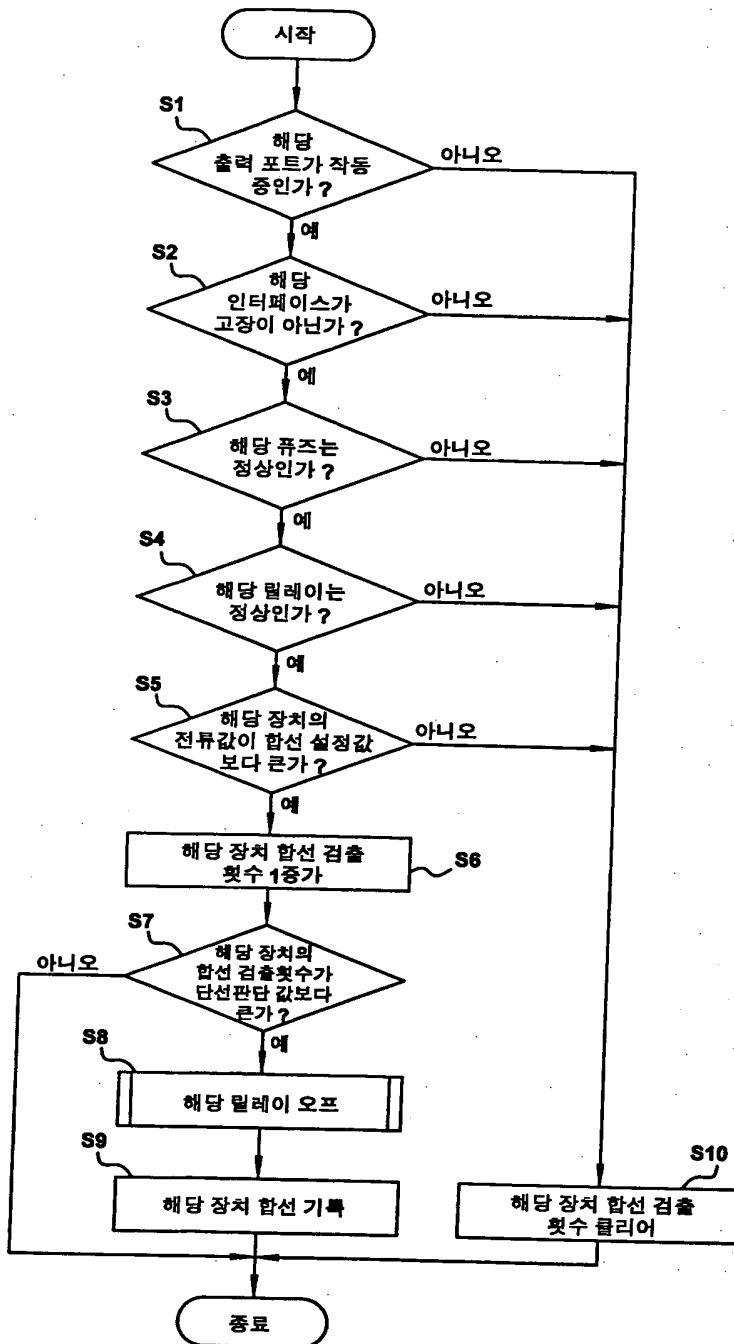 시작
S1
해당
출력 포트가 작동
중인가 ?
아니오
예
S2
해당
인터페이스가
고장이 아닌가 ?
아니오
예
S3
해당 퓨즈는
정상인가 ?
아니오
예
S4
해당 릴레이는
정상인가 ?
아니오
예
S5
해당 장치의
전류값이 합선 설정값
보다 큰가 ?
아니오
예
해당 장치 합선 검출
횟수 1증가
S6
S7
해당 장치의
합선 검출횟수가
단선판단 값보다
큰가 ?
아니오
예
S8
해당 릴레이 오프
S9
해당 장치 합선 기록
S10
해당 장치 합선 검출
횟수 클리어
종료